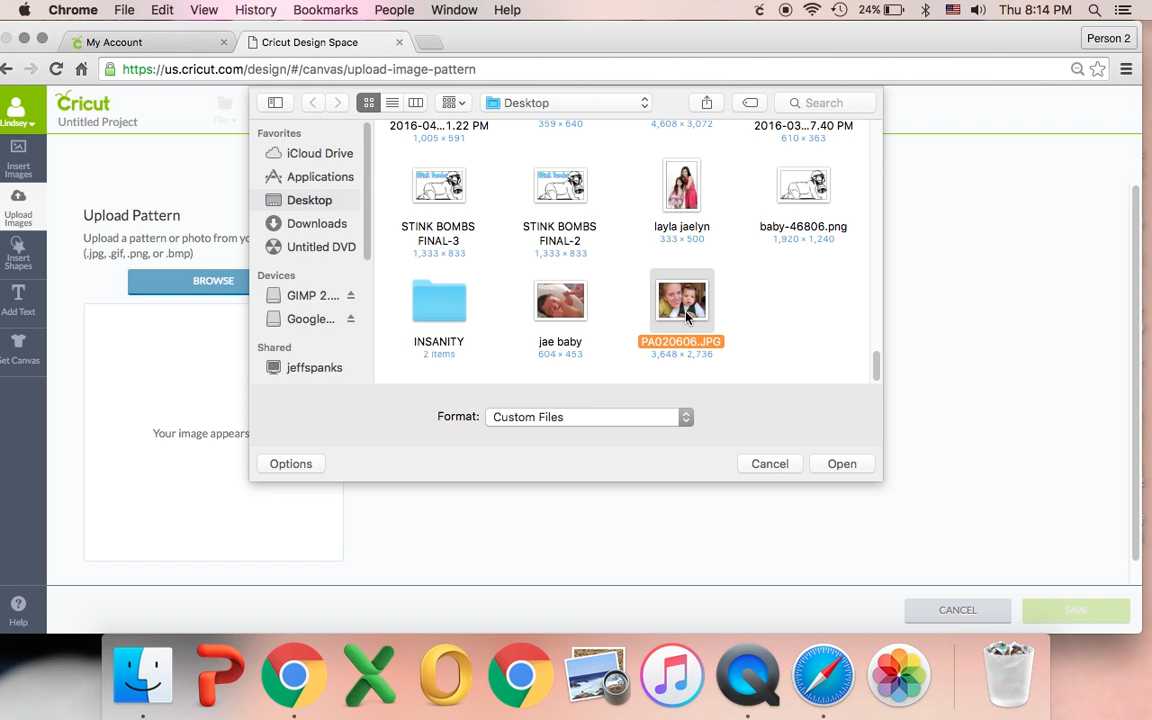 Chrome File Edit View History Bookmarks People Window Help 24% Thu 8:14 PM
My Account × Cricut Design Space × Person 2
https://us.cricut.com/design/#/canvas/upload-image-pattern
Lindsey
Cricut
Untitled Project
File
Insert
Images
Upload
Images
Insert
Shapes
Add Text
Set Canvas
Help
Upload Pattern
Upload a pattern or photo from yo
(.jpg, .gif, .png, or .bmp)
BROWSE
Your image appears
Desktop
Search
Favorites
iCloud Drive
Applications
Desktop
Downloads
Untitled DVD
Devices
GIMP 2....
Google...
Shared
jeffspanks
2016-04...1.22 PM
1,005 × 591
359 × 640
4,608 × 3,072
2016-03...7.40 PM
610 × 363
STINK BOMBS
FINAL-3
1,333 × 833
STINK BOMBS
FINAL-2
1,333 × 833
layla jaelyn
333 × 500
baby-46806.png
1,920 × 1,240
INSANITY
2 items
jae baby
604 × 453
PA020606.JPG
3,648 × 2,736
Format: Custom Files
Options Cancel Open
CANCEL SAVE